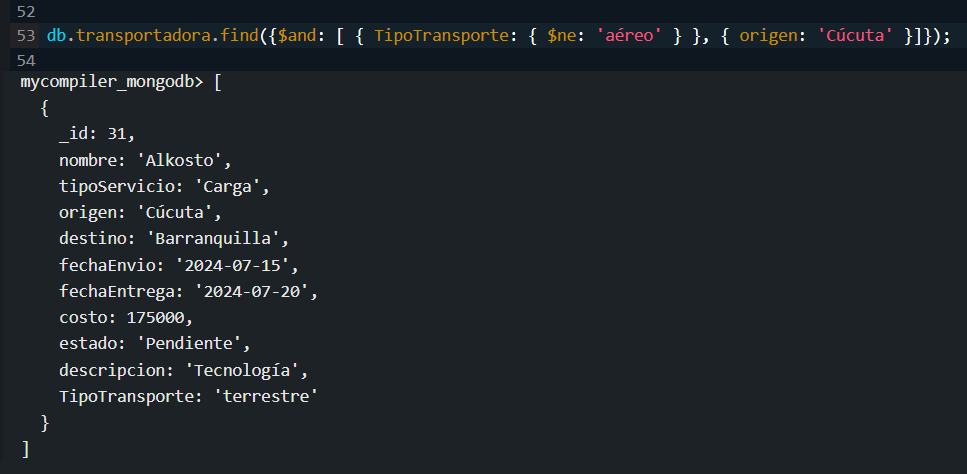 52
53 db.transportadora.find({$and: [ { TipoTransporte: { $ne: 'aéreo' } }, { origen: 'Cúcuta' }]});
54
mycompiler_mongodb> [
  {
    _id: 31,
    nombre: 'Alkosto',
    tipoServicio: 'Carga',
    origen: 'Cúcuta',
    destino: 'Barranquilla',
    fechaEnvio: '2024-07-15',
    fechaEntrega: '2024-07-20',
    costo: 175000,
    estado: 'Pendiente',
    descripcion: 'Tecnología',
    TipoTransporte: 'terrestre'
  }
]